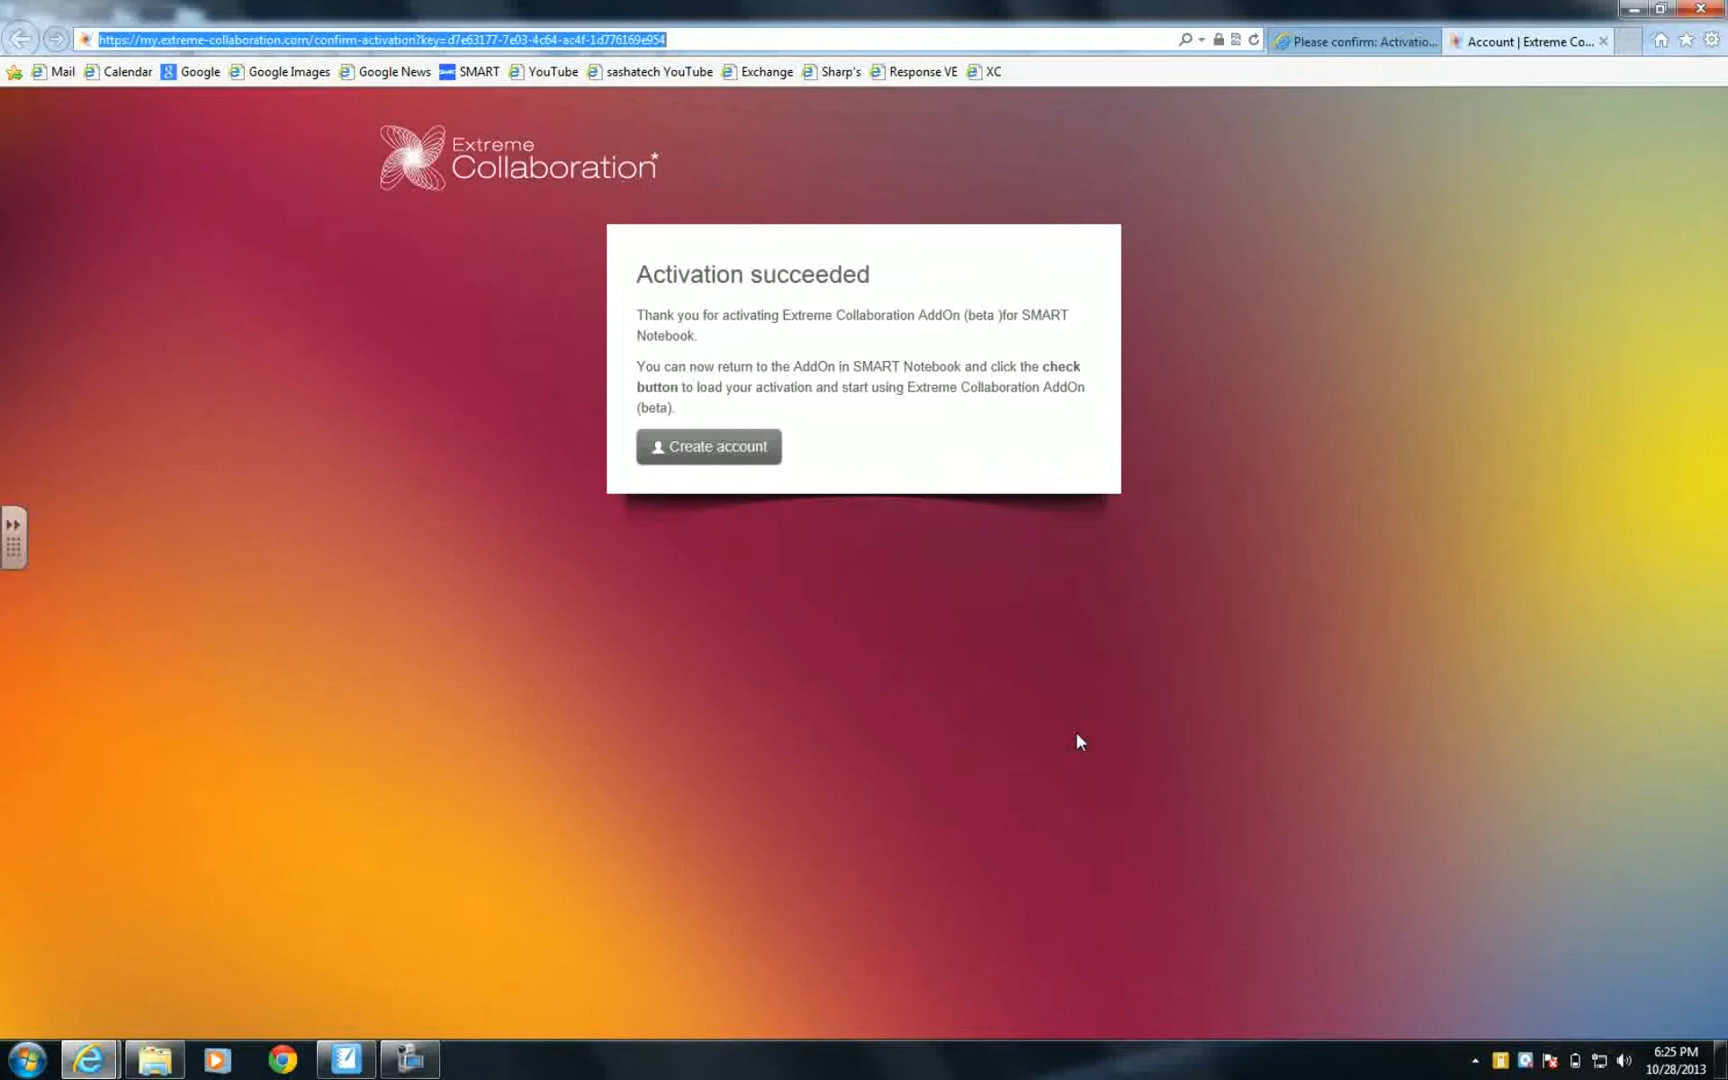 https://my.extreme-collaboration.com/confirm-activation?key=d7e63177-7e03-4c64-ac4f-1d776169e954
Please confirm: Activatio...
Account | Extreme Co...
Mail Calendar Google Google Images Google News SMART YouTube sashatech YouTube Exchange Sharp's Response VE XC
Extreme
Collaboration*
Activation succeeded
Thank you for activating Extreme Collaboration AddOn (beta )for SMART
Notebook.
You can now return to the AddOn in SMART Notebook and click the check
button to load your activation and start using Extreme Collaboration AddOn
(beta).
Create account
6:25 PM
10/28/2013